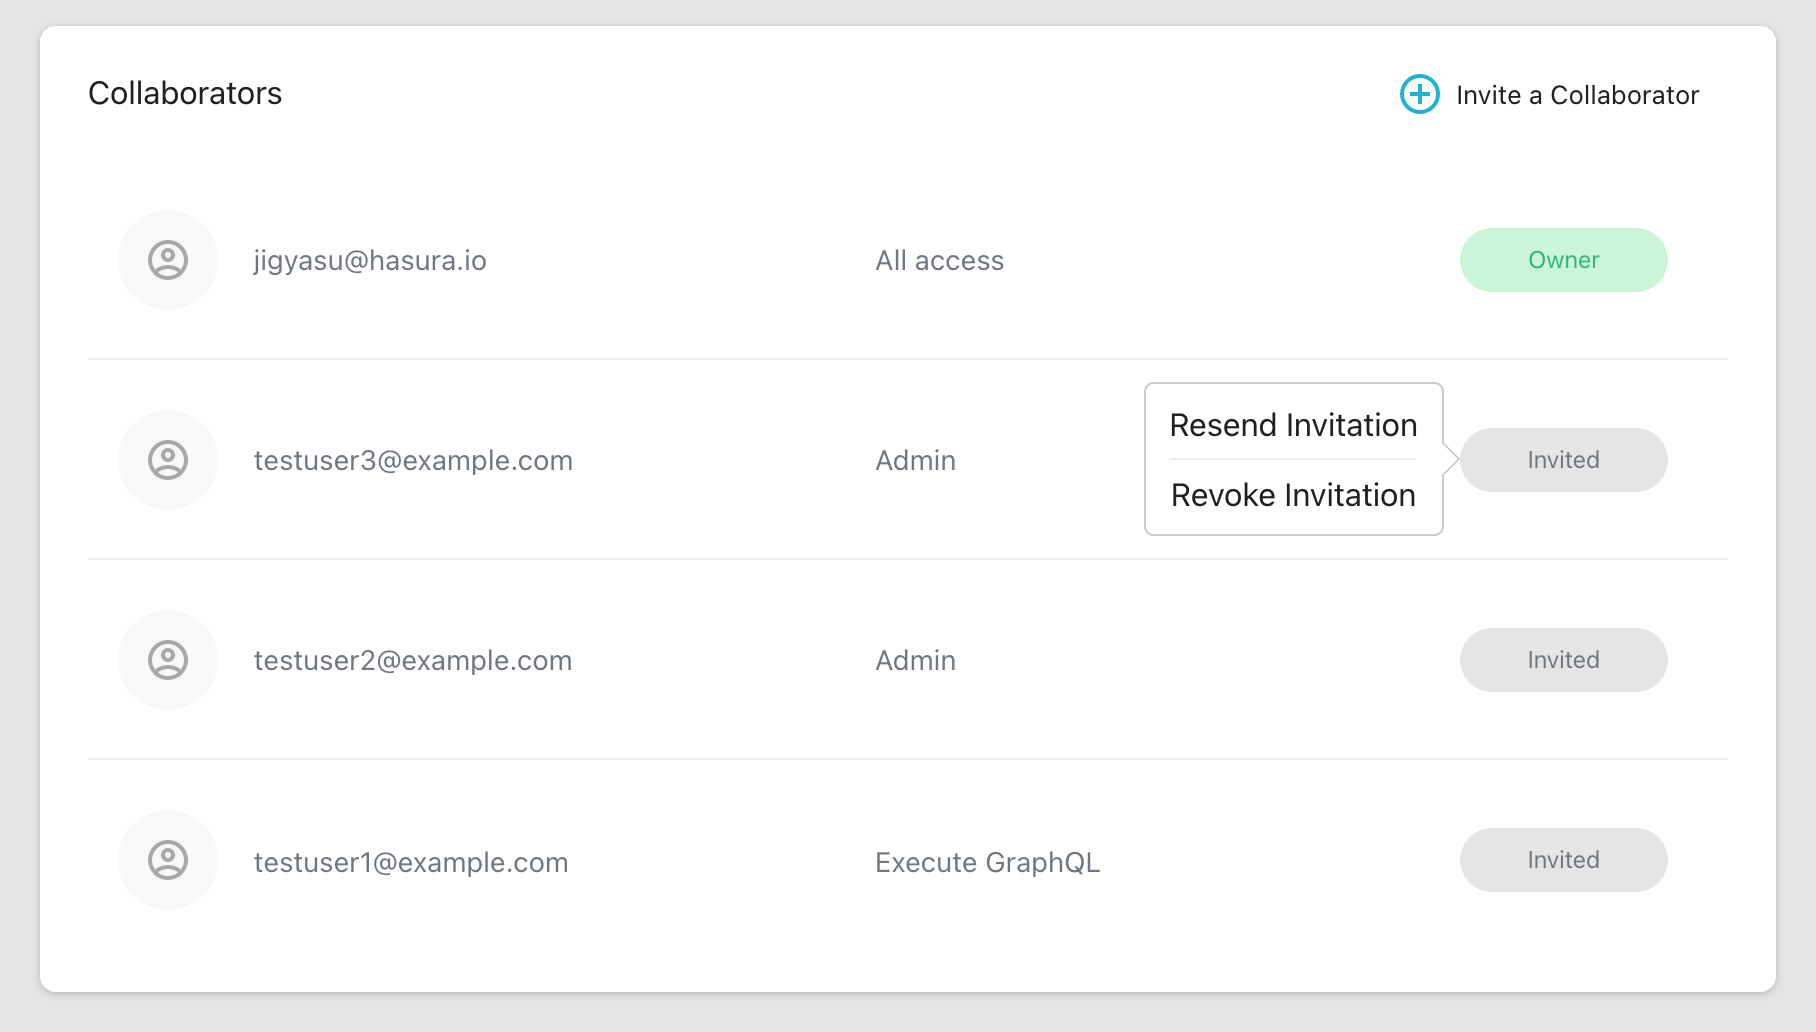 Collaborators
Invite a Collaborator
jigyasu@hasura.io
All access
Owner
testuser3@example.com
Admin
Resend Invitation
Revoke Invitation
Invited
testuser2@example.com
Admin
Invited
testuser1@example.com
Execute GraphQL
Invited